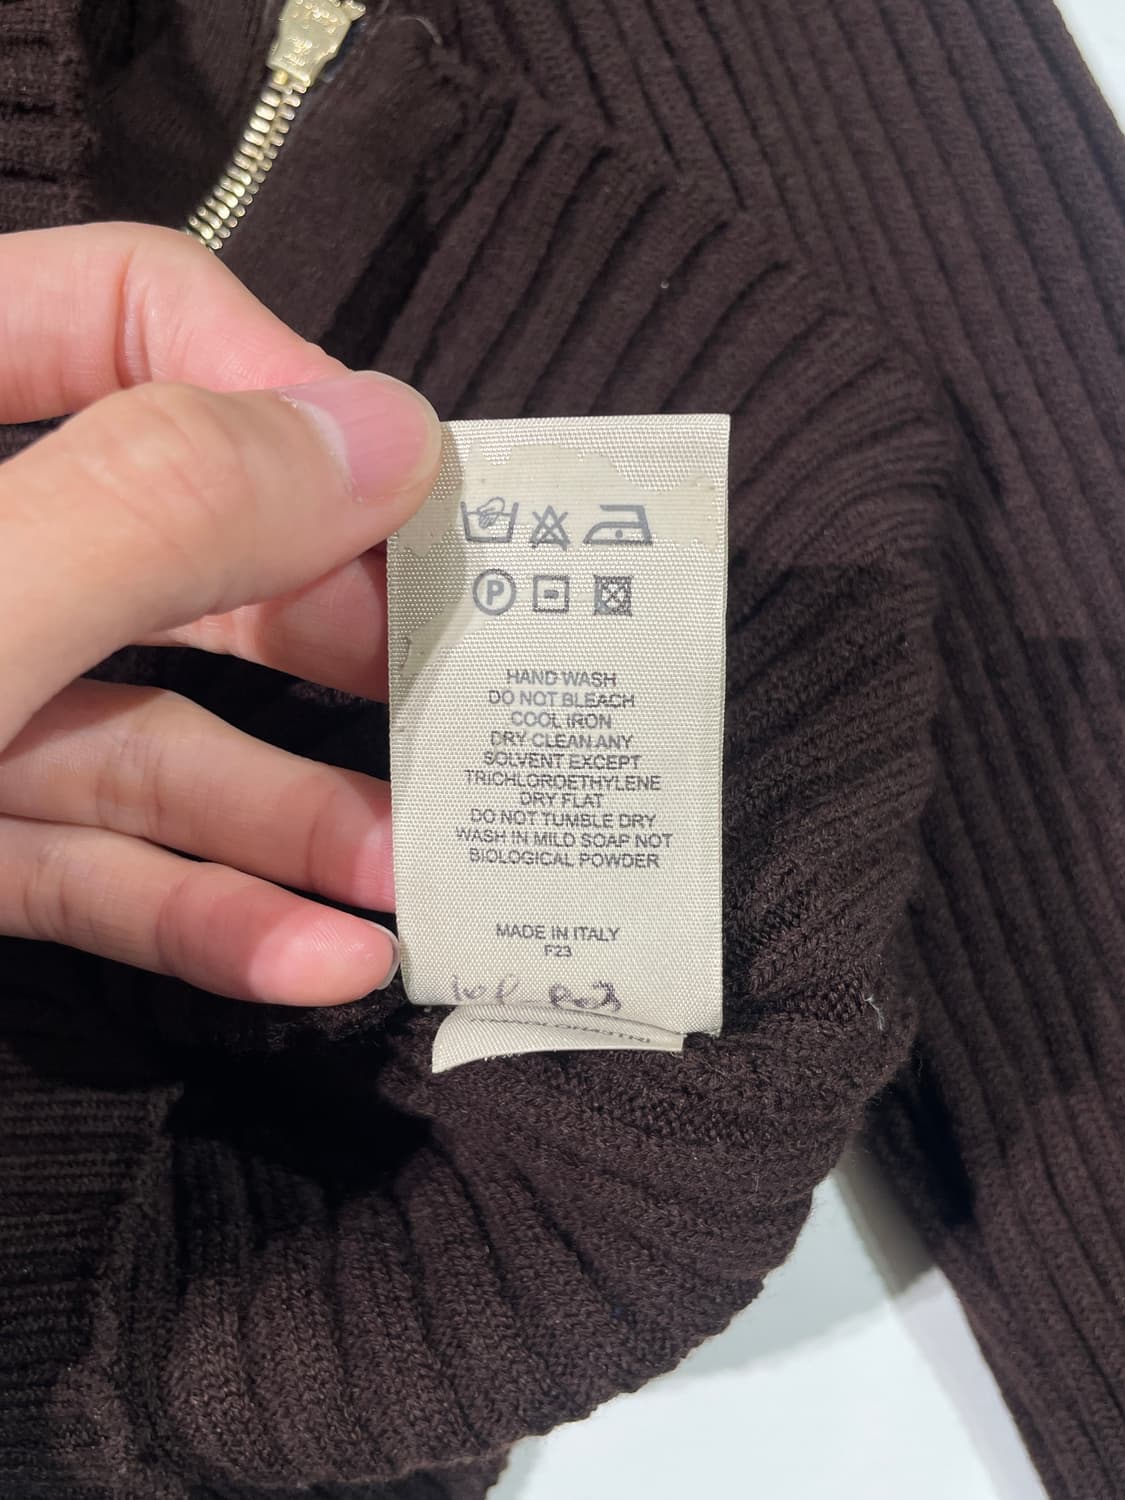 P
HAND WASH
DO NOT BLEACH
COOL IRON
DRY CLEAN ANY
SOLVENT EXCEPT
TRICHLOROETHYLENE
DRY FLAT
DO NOT TUMBLE DRY
WASH IN MILD SOAP NOT
BIOLOGICAL POWDER
MADE IN ITALY
F23